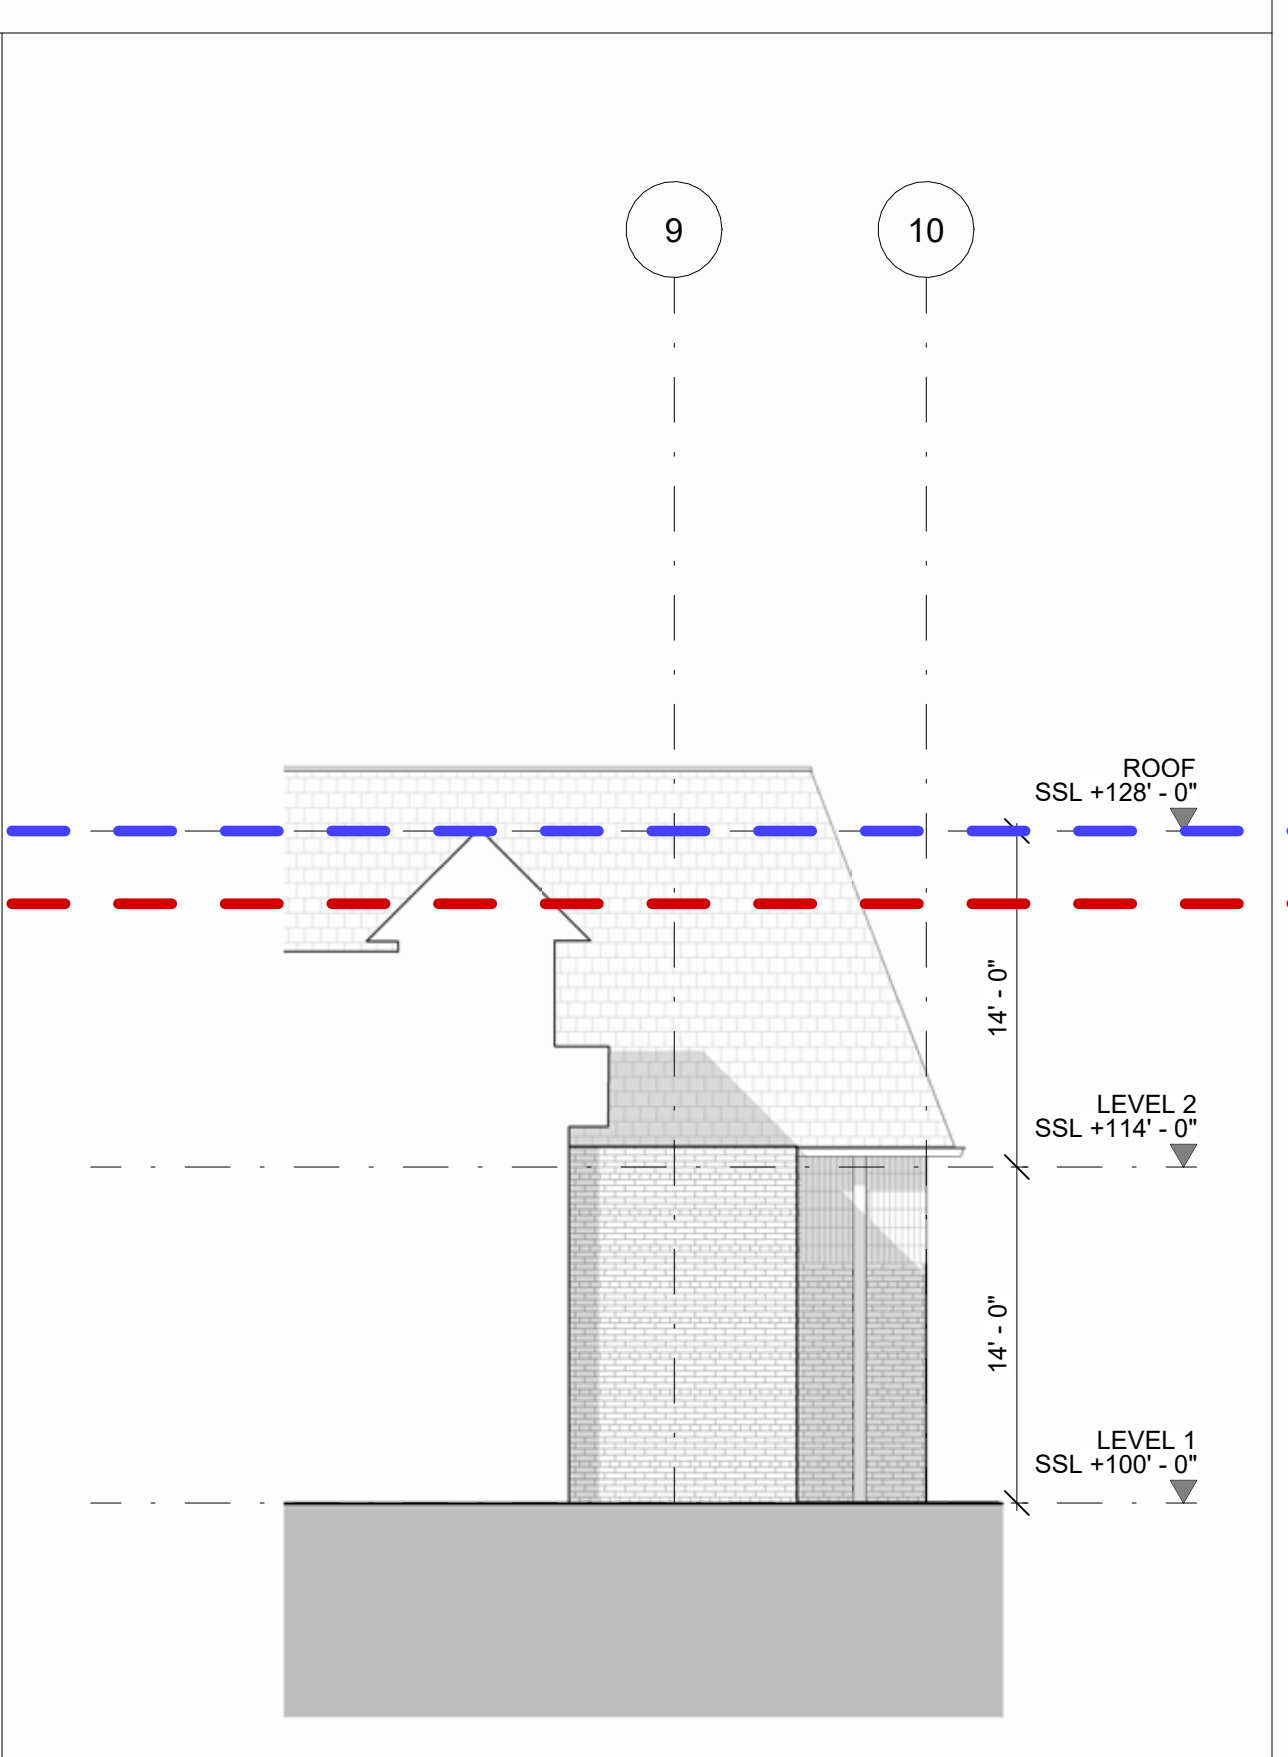 9
10
ROOF
SSL +128' - 0"
14' - 0"
LEVEL 2
SSL +114' - 0"
14' - 0"
LEVEL 1
SSL +100' - 0"